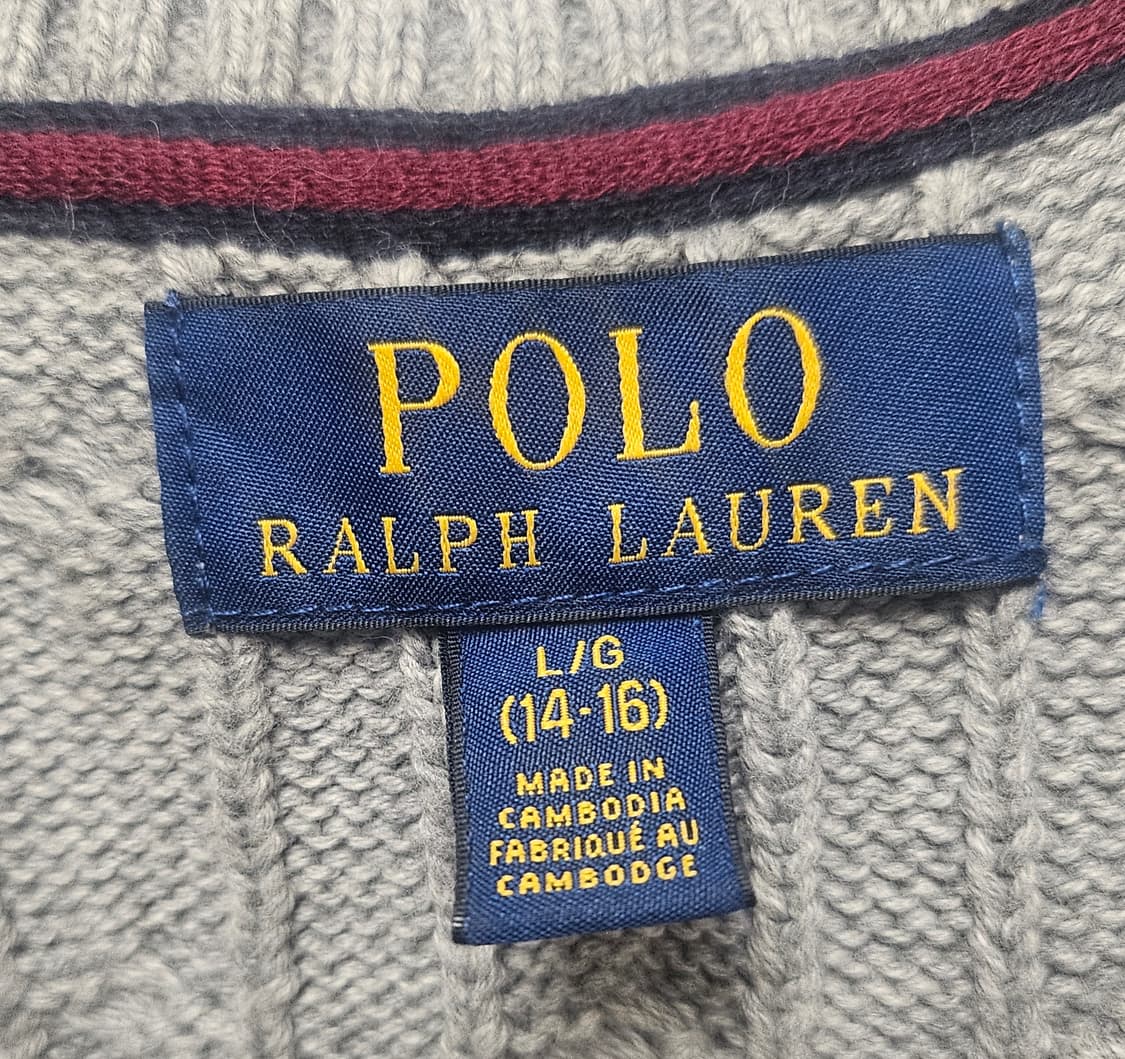 POLO
RALPH LAUREN
L/G
(14-16)
MADE IN
CAMBODIA
FABRIQUÉ AU
CAMBODGE